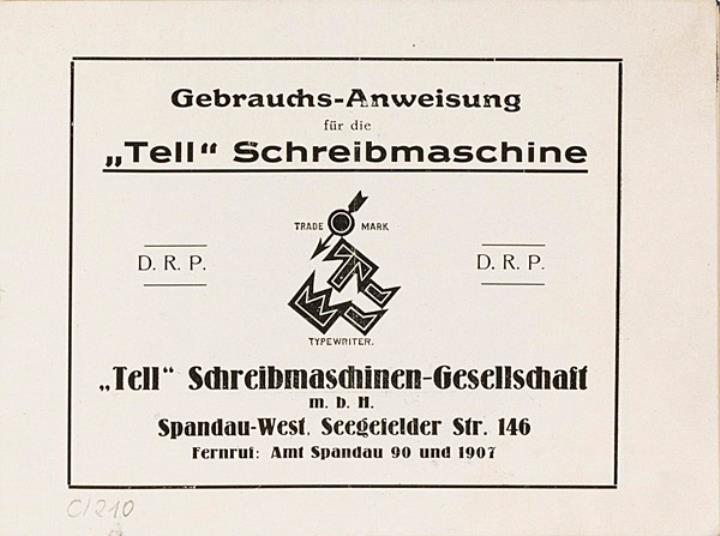 Gebrauchs-Anweisung
für die
„Tell“ Schreibmaschine
TRADE MARK
D. R. P.
D. R. P.
TYPEWRITER.
„Tell“ Schreibmaschinen-Gesellschaft
m. b. H.
Spandau-West. Seegefelder Str. 146
Fernruf: Amt Spandau 90 und 1907
C/210